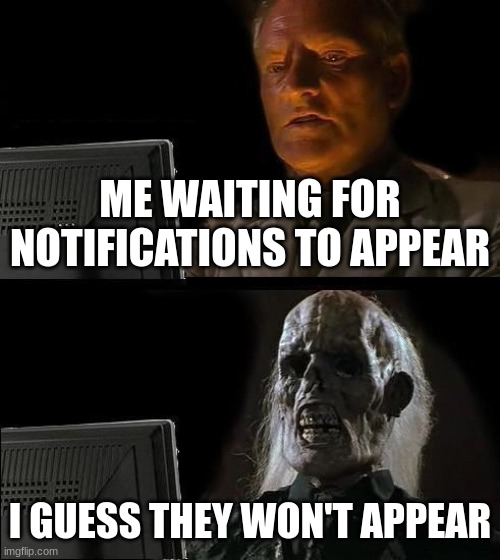 ME WAITING FOR
NOTIFICATIONS TO APPEAR
I GUESS THEY WON'T APPEAR
imgflip.com